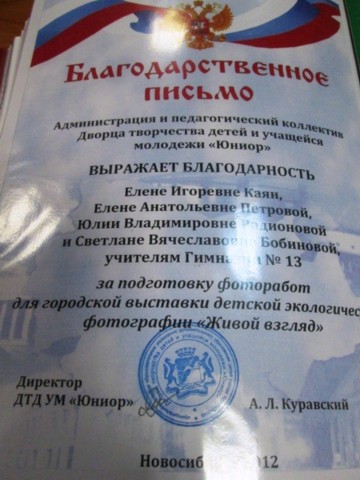 Благодарственное
письмо
Администрация и педагогический коллектив
Дворца творчества детей и учащейся
молодежи «Юниор»
ВЫРАЖАЕТ БЛАГОДАРНОСТЬ
Елене Игоревне Каян,
Елене Анатольевне Петровой,
Юлии Владимировне Родионовой
и Светлане Вячеславовне Бобиновой,
учителям Гимназии № 13
за подготовку фоторабот
для городской выставки детской экологичес
фотографии «Живой взгляд»
Директор
ДТД УМ «Юниор»
А. Л. Куравский
2012